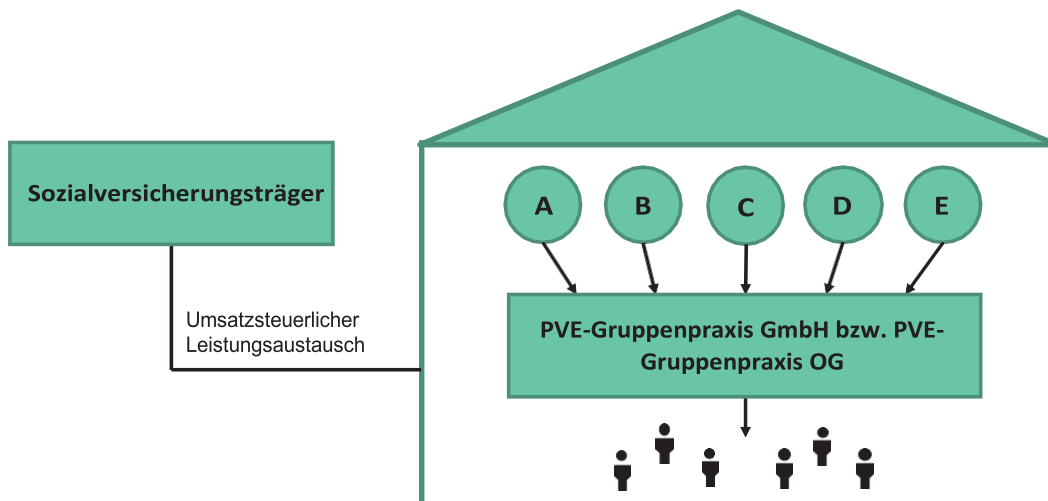 Sozialversicherungsträger
Umsatzsteuerlicher
Leistungsaustausch
A B C D E
PVE-Gruppenpraxis GmbH bzw. PVE-
Gruppenpraxis OG